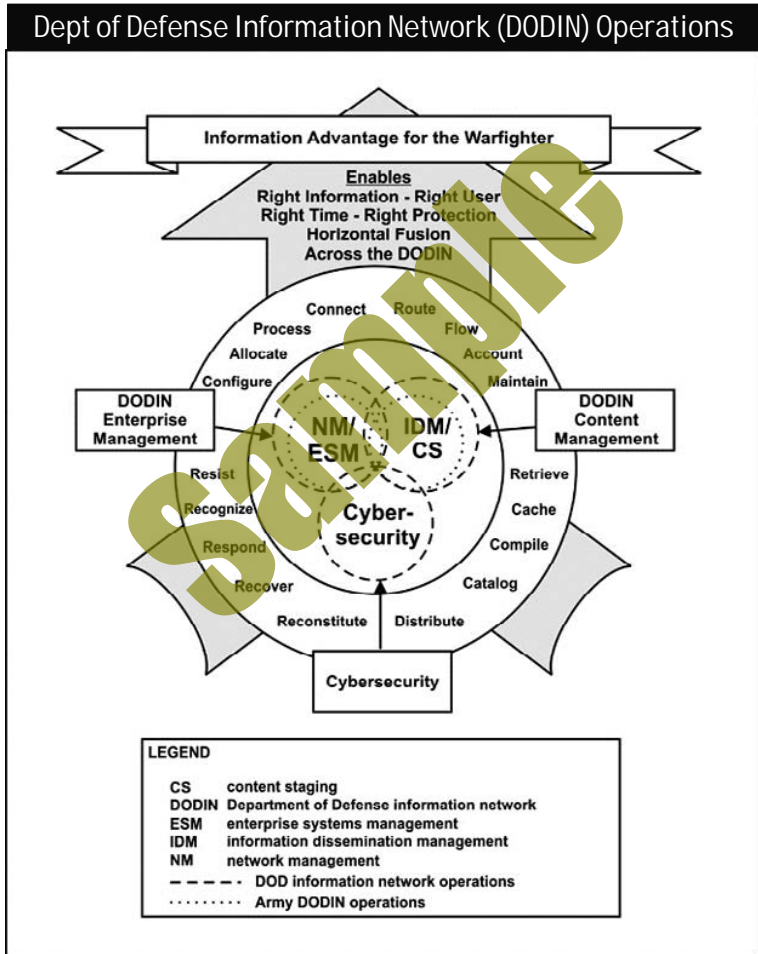 Dept of Defense Information Network (DODIN) Operations
Information Advantage for the Warfighter
Enables
Right Information - Right User
Right Time - Right Protection
Horizontal Fusion
Across the DODIN
Connect
Route
Process
Flow
Allocate
Account
Configure
Maintain
DODIN
Enterprise
Management
NM/
ESM
IDM/
CS
DODIN
Content
Management
Resist
Retrieve
Recognize
Cache
Cyber-
security
Respond
Compile
Recover
Catalog
Reconstitute
Distribute
Cybersecurity
Sample
LEGEND
CS content staging
DODIN Department of Defense information network
ESM enterprise systems management
IDM information dissemination management
NM network management
DOD information network operations
Army DODIN operations